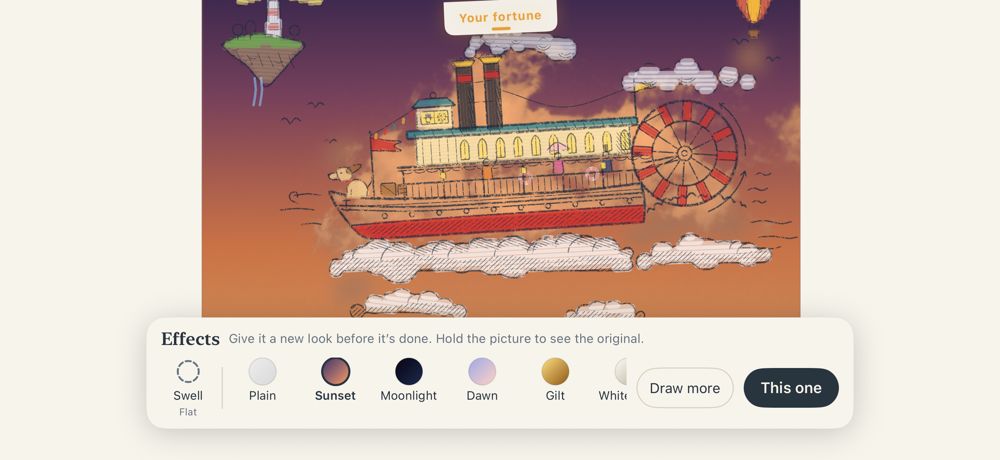 Your fortune
Effects Give it a new look before it’s done. Hold the picture to see the original.
Swell Plain Sunset Moonlight Dawn Gilt White Draw more This one
Flat